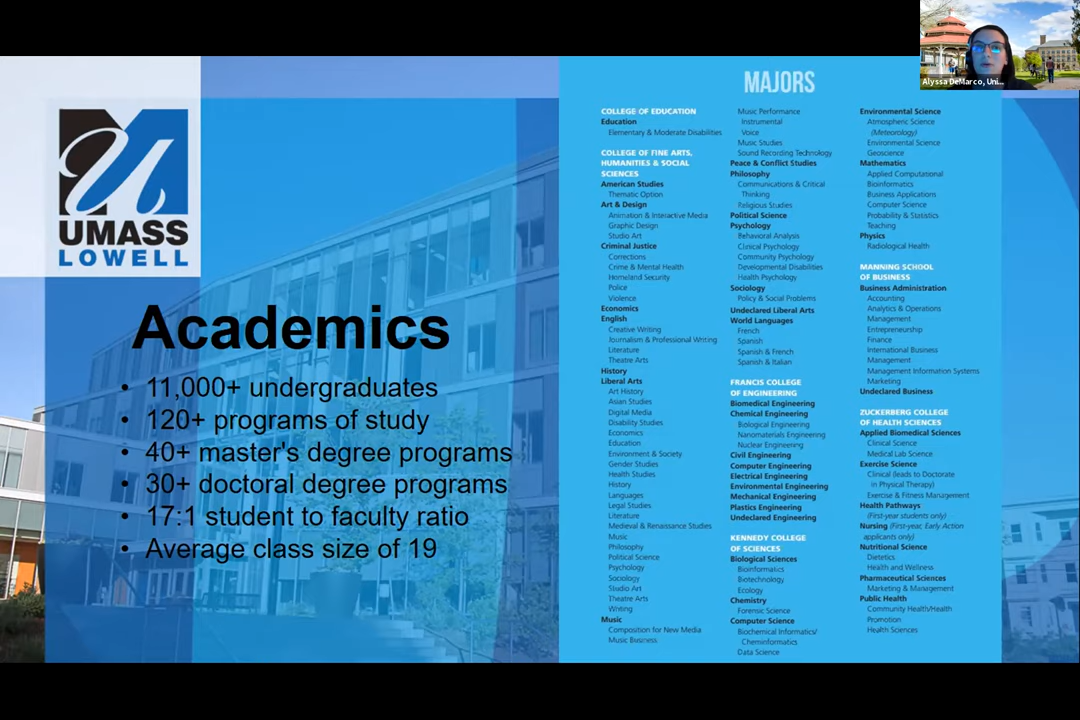 UMASS
LOWELL
Academics
• 11,000+ undergraduates
• 120+ programs of study
• 40+ master's degree programs
• 30+ doctoral degree programs
• 17:1 student to faculty ratio
• Average class size of 19
MAJORS
COLLEGE OF EDUCATION
Education
Elementary & Moderate Disabilities
COLLEGE OF FINE ARTS,
HUMANITIES & SOCIAL
SCIENCES
American Studies
Thematic Option
Art & Design
Animation & Interactive Media
Graphic Design
Studio Art
Criminal Justice
Corrections
Crime & Mental Health
Homeland Security
Police
Violence
Economics
English
Creative Writing
Journalism & Professional Writing
Literature
Theatre Arts
History
Liberal Arts
Art History
Asian Studies
Digital Media
Disability Studies
Economics
Education
Environment & Society
Gender Studies
Health Studies
History
Languages
Legal Studies
Literature
Medieval & Renaissance Studies
Music
Philosophy
Political Science
Psychology
Sociology
Studio Art
Theatre Arts
Writing
Music
Composition for New Media
Music Business
Music Performance
Instrumental
Voice
Music Studies
Sound Recording Technology
Peace & Conflict Studies
Philosophy
Communications & Critical
Thinking
Religious Studies
Political Science
Psychology
Behavioral Analysis
Clinical Psychology
Community Psychology
Developmental Disabilities
Health Psychology
Sociology
Policy & Social Problems
Undeclared Liberal Arts
World Languages
French
Spanish
Spanish & French
Spanish & Italian
FRANCIS COLLEGE
OF ENGINEERING
Biomedical Engineering
Chemical Engineering
Biological Engineering
Nanomaterials Engineering
Nuclear Engineering
Civil Engineering
Computer Engineering
Electrical Engineering
Environmental Engineering
Mechanical Engineering
Plastics Engineering
Undeclared Engineering
KENNEDY COLLEGE
OF SCIENCES
Biological Sciences
Bioinformatics
Biotechnology
Ecology
Chemistry
Forensic Science
Computer Science
Biochemical Informatics/
Cheminformatics
Data Science
Environmental Science
Atmospheric Science
(Meteorology)
Environmental Science
Geoscience
Mathematics
Applied Computational
Bioinformatics
Business Applications
Computer Science
Probability & Statistics
Teaching
Physics
Radiological Health
MANNING SCHOOL
OF BUSINESS
Business Administration
Accounting
Analytics & Operations
Management
Entrepreneurship
Finance
International Business
Management
Management Information Systems
Marketing
Undeclared Business
ZUCKERBERG COLLEGE
OF HEALTH SCIENCES
Applied Biomedical Sciences
Clinical Science
Medical Lab Science
Exercise Science
Clinical (leads to Doctorate
in Physical Therapy)
Exercise & Fitness Management
Health Pathways
(First-year students only)
Nursing (First-year, Early Action
applicants only)
Nutritional Science
Dietetics
Health and Wellness
Pharmaceutical Sciences
Marketing & Management
Public Health
Community Health/Health
Promotion
Health Sciences
Alyssa DeMarco, Uni...